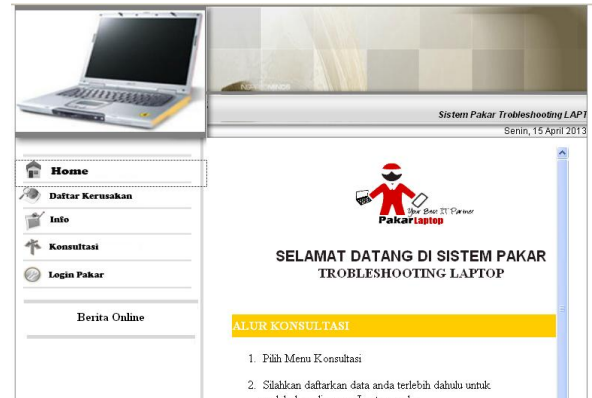 Sistem Pakar Trobleshooting LAPT
Senin, 15 April 2013
Home
Daftar Kerusakan
Info
Konsultasi
Login Pakar
Berita Online
Your Best IT Partner
PakarLaptop
SELAMAT DATANG DI SISTEM PAKAR
TROBLESHOOTING LAPTOP
ALUR KONSULTASI
1. Pilih Menu Konsultasi
2. Silahkan daftarkan data anda terlebih dahulu untuk